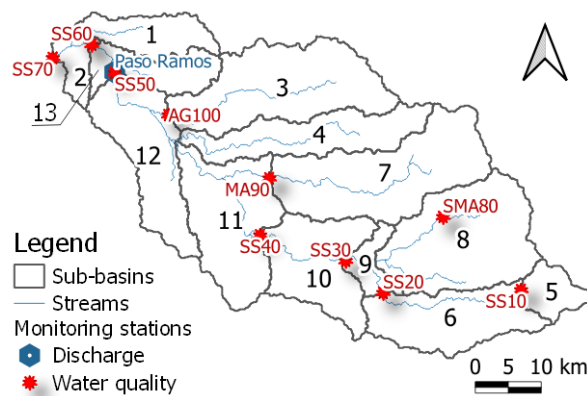 1
SS60
Paso Ramos
SS70
2
SS50
3
13
AG100
4
12
7
MA90
SMA80
11
8
SS40
SS30
9
10
SS20
SS10
5
6
Legend
Sub-basins
Streams
Monitoring stations
Discharge
Water quality
0 5 10 km